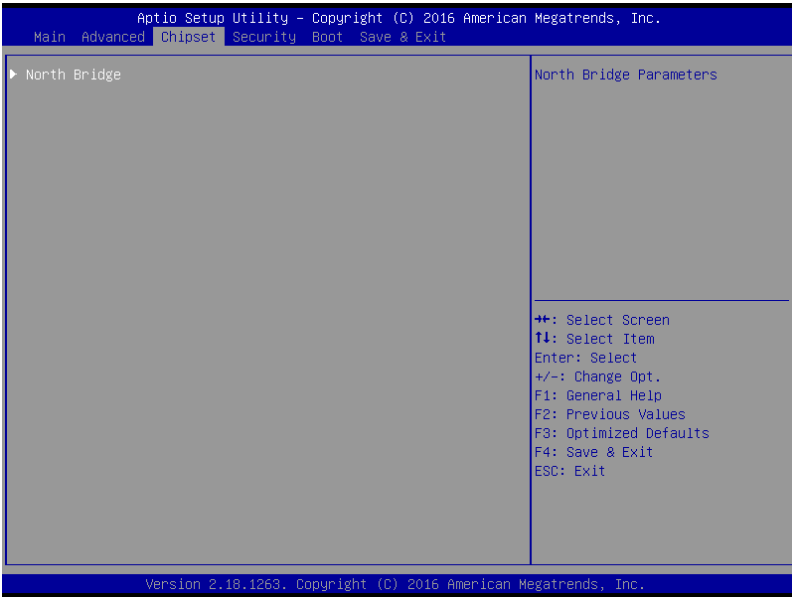 Aptio Setup Utility – Copyright (C) 2016 American Megatrends, Inc.
Main Advanced Chipset Security Boot Save & Exit
▶ North Bridge
North Bridge Parameters
→←: Select Screen
↑↓: Select Item
Enter: Select
+/-: Change Opt.
F1: General Help
F2: Previous Values
F3: Optimized Defaults
F4: Save & Exit
ESC: Exit
Version 2.18.1263. Copyright (C) 2016 American Megatrends, Inc.